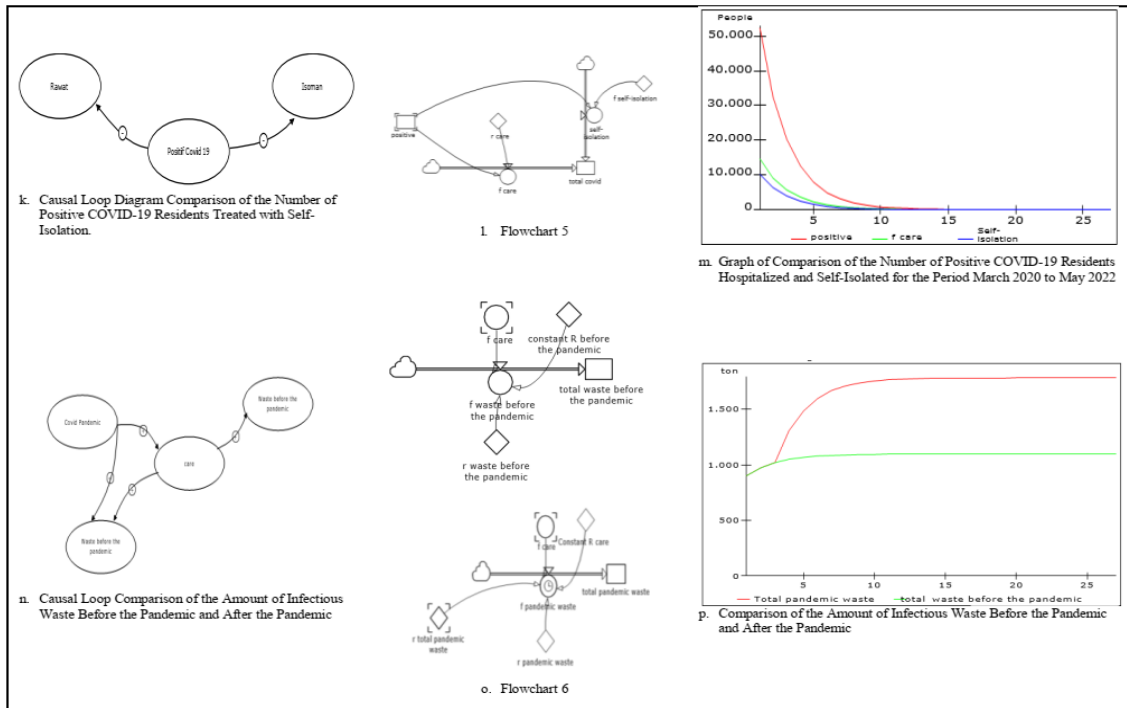 Rawat
Isoman
Positif Covid 19
k. Causal Loop Diagram Comparison of the Number of
Positive COVID-19 Residents Treated with Self-
Isolation.
positive
r care
f self-isolation
self-
isolation
f care
total covid
l. Flowchart 5
People
50.000
40.000
30.000
20.000
10.000
0
5
10
15
20
25
positive
f care
Self-
Isolation
m. Graph of Comparison of the Number of Positive COVID-19 Residents
Hospitalized and Self-Isolated for the Period March 2020 to May 2022
Covid Pandemic
Waste before the
pandemic
care
Waste before the
pandemic
n. Causal Loop Comparison of the Amount of Infectious
Waste Before the Pandemic and After the Pandemic
f care
constant R before
the pandemic
total waste before
the pandemic
f waste before
the pandemic
r waste before
the pandemic
f care
Constant R care
total pandemic waste
f pandemic waste
r total pandemic
waste
r pandemic waste
o. Flowchart 6
ton
1.500
1.000
500
0
5
10
15
20
25
Total pandemic waste
total waste before the pandemic
p. Comparison of the Amount of Infectious Waste Before the Pandemic
and After the Pandemic